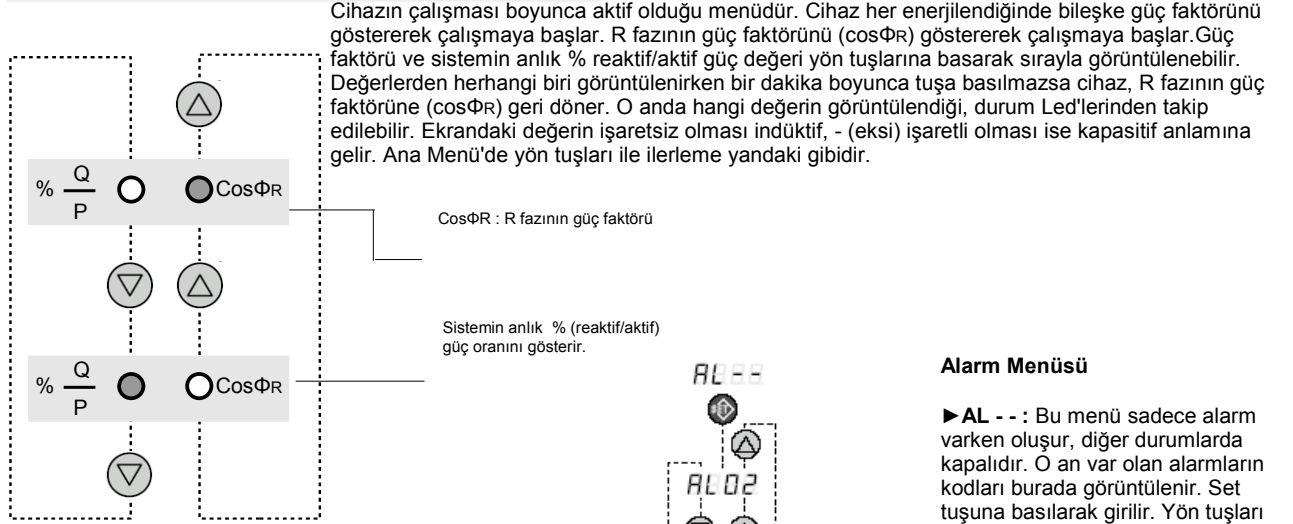 Cihazın çalışması boyunca aktif olduğu menüdür. Cihaz her enerjilendiğinde bileşke güç faktörünü
göstererek çalışmaya başlar. R fazının güç faktörünü (cosΦR) göstererek çalışmaya başlar.Güç
faktörü ve sistemin anlık % reaktif/aktif güç değeri yön tuşlarına basarak sırayla görüntülenebilir.
Değerlerden herhangi biri görüntülenirken bir dakika boyunca tuşa basılmazsa cihaz, R fazının güç
faktörüne (cosΦR) geri döner. O anda hangi değerin görüntülendiği, durum Led'lerinden takip
edilebilir. Ekrandaki değerin işaretsiz olması indüktif, - (eksi) işaretli olması ise kapasitif anlamına
gelir. Ana Menü'de yön tuşları ile ilerleme yandaki gibidir.
% Q
P
CosΦR
CosΦR : R fazının güç faktörü
Sistemin anlık % (reaktif/aktif)
güç oranını gösterir.
% Q
P
CosΦR
AL--
AL02
Alarm Menüsü
►AL - - : Bu menü sadece alarm
varken oluşur, diğer durumlarda
kapalıdır. O an var olan alarmların
kodları burada görüntülenir. Set
tuşuna basılarak girilir. Yön tuşları